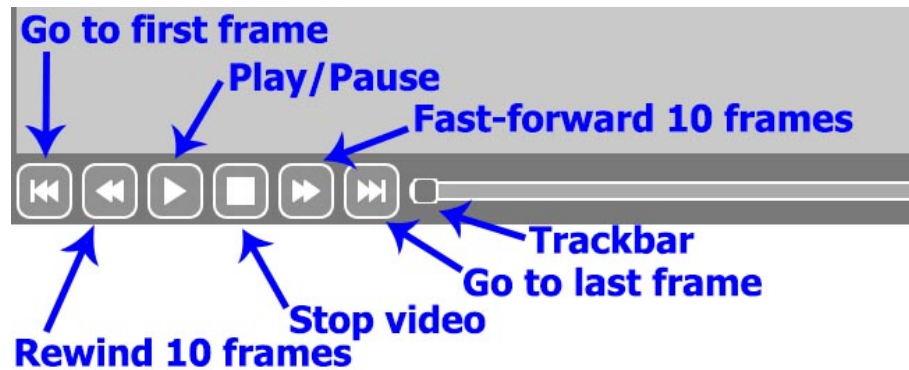 Go to first frame
Play/Pause
Fast-forward 10 frames
Trackbar
Go to last frame
Stop video
Rewind 10 frames